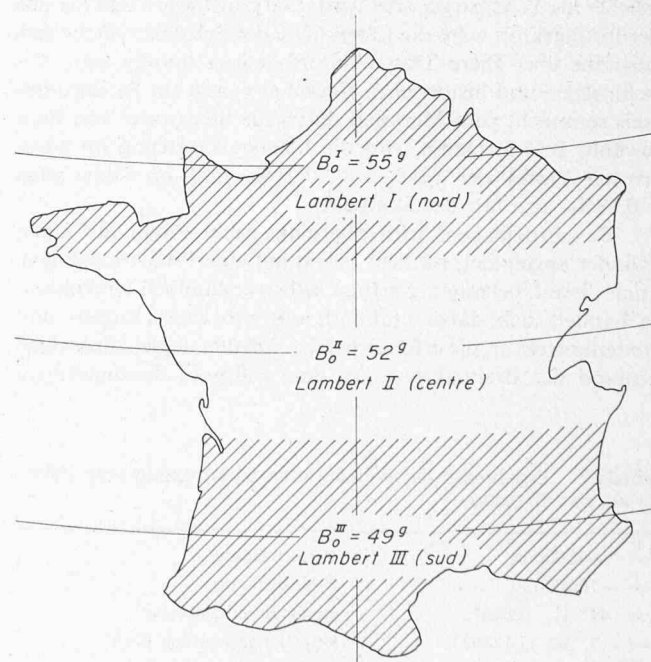 B₀ᴵ = 55ᵍ
Lambert I (nord)
B₀ᴵᴵ = 52ᵍ
Lambert II (centre)
B₀ᴵᴵᴵ = 49ᵍ
Lambert III (sud)